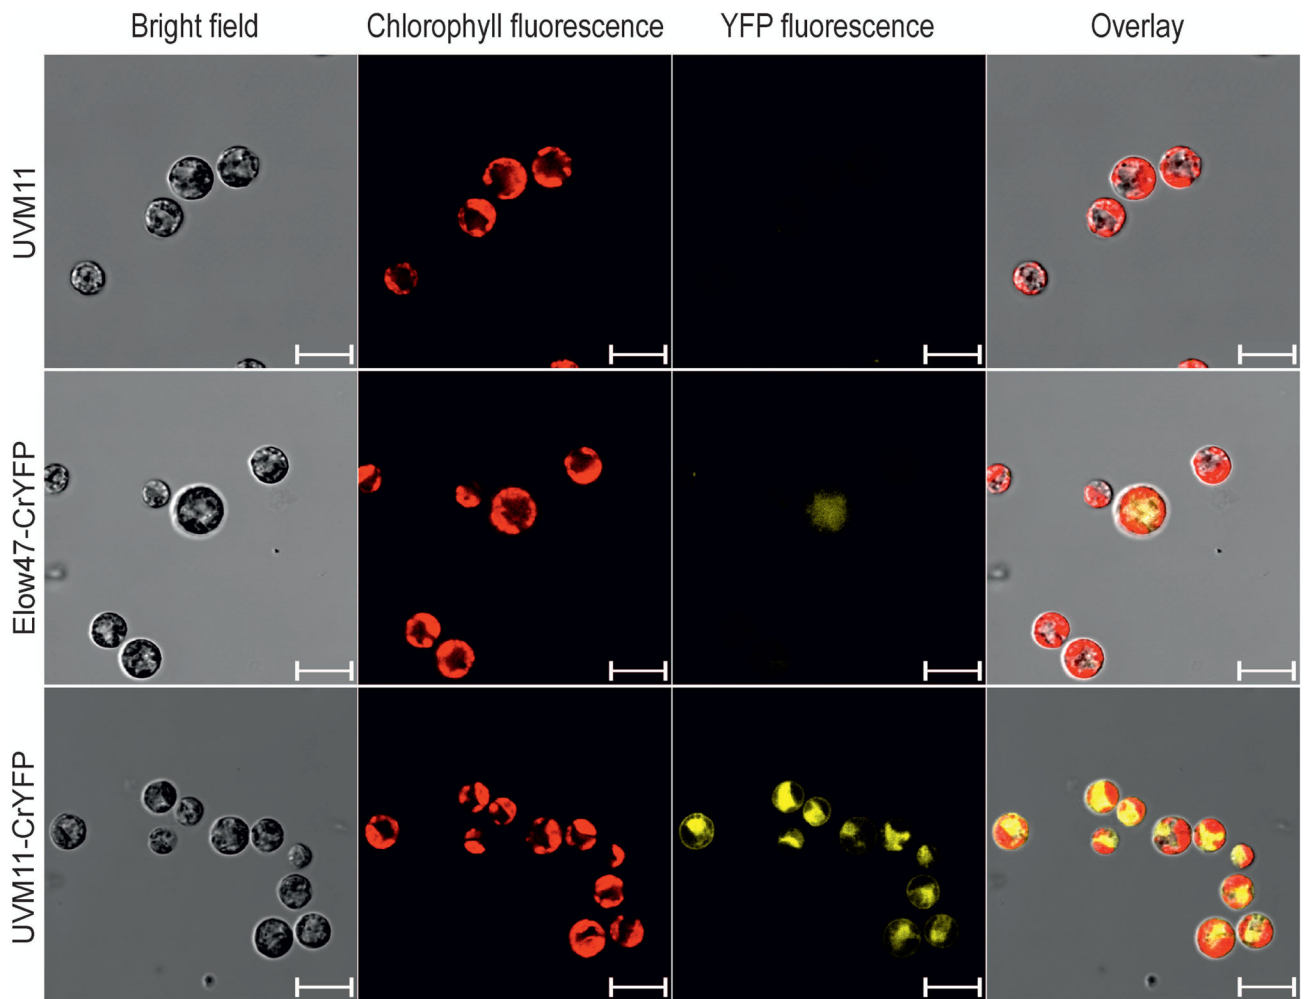 Bright field
Chlorophyll fluorescence
YFP fluorescence
Overlay
UVM11
Elow47-CrYFP
UVM11-CrYFP